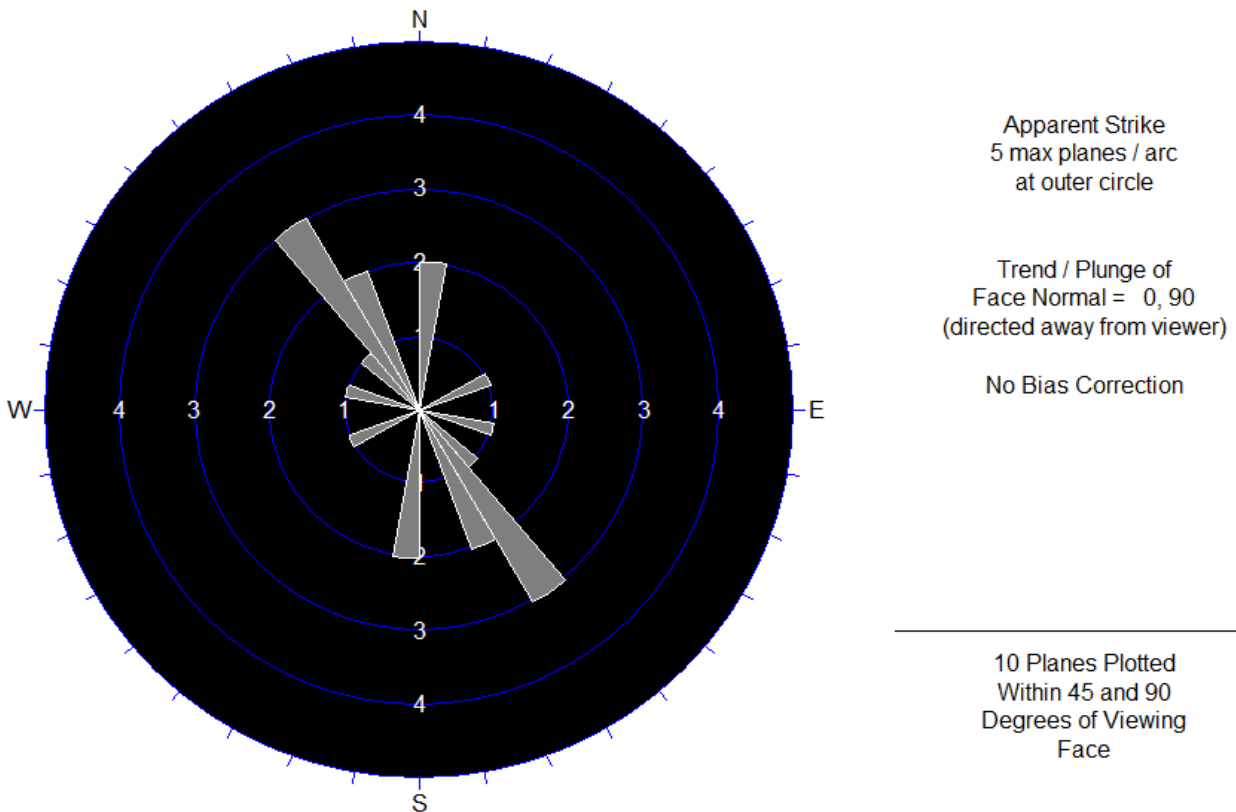 N
4
3
2
1
W 4 3 2 1 1 2 3 4 E
1
2
3
4
S
Apparent Strike
5 max planes / arc
at outer circle
Trend / Plunge of
Face Normal = 0, 90
(directed away from viewer)
No Bias Correction
10 Planes Plotted
Within 45 and 90
Degrees of Viewing
Face